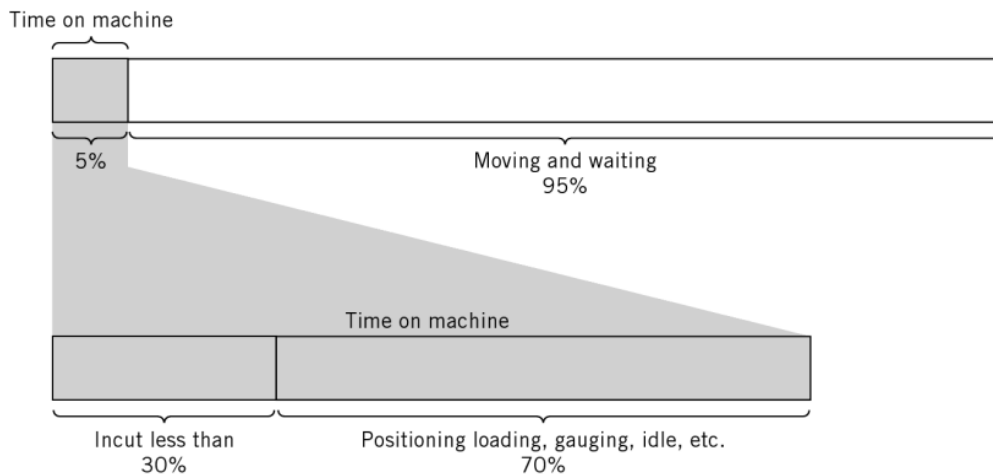 Time on machine
5%
Moving and waiting
95%
Time on machine
Incut less than
30%
Positioning loading, gauging, idle, etc.
70%